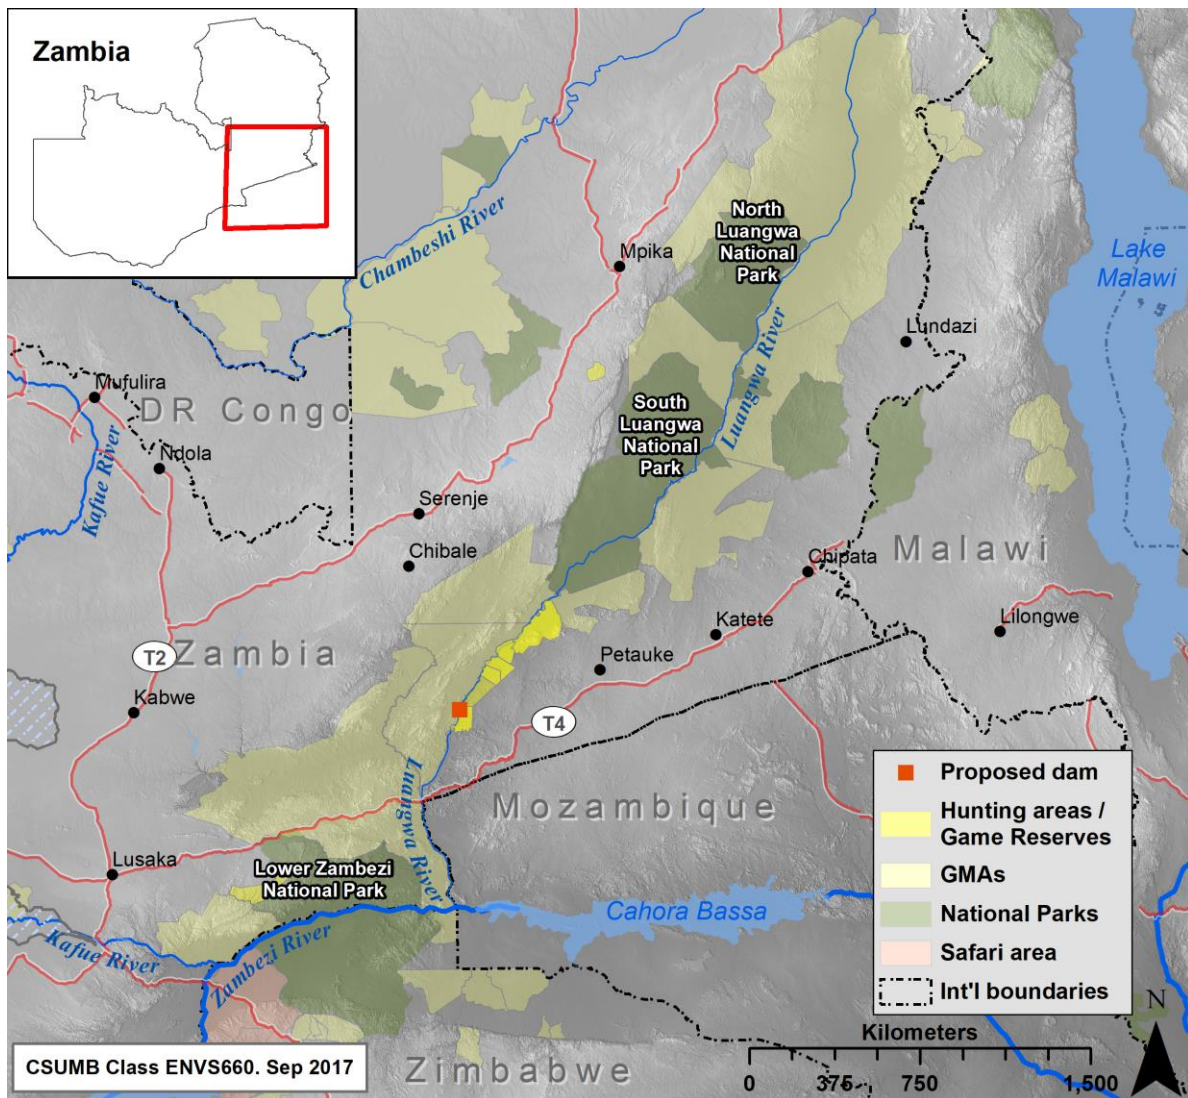 Zambia
Chambeshi River
Mpika
North
Luangwa
National
Park
Lake
Malawi
Lundazi
Luangwa River
Mufulira
DR Congo
South
Luangwa
National
Park
Ndola
Kafue River
Serenje
Chibale
Chipata
Malawi
Katete
Lilongwe
T2
Zambia
Petauke
Kabwe
T4
Luangwa River
Mozambique
Lusaka
Lower Zambezi
National Park
Cahora Bassa
Kafue River
Zambezi River
Zimbabwe
Proposed dam
Hunting areas /
Game Reserves
GMAs
National Parks
Safari area
Int'l boundaries
N
Kilometers
0 375 750 1,500
CSUMB Class ENVS660. Sep 2017